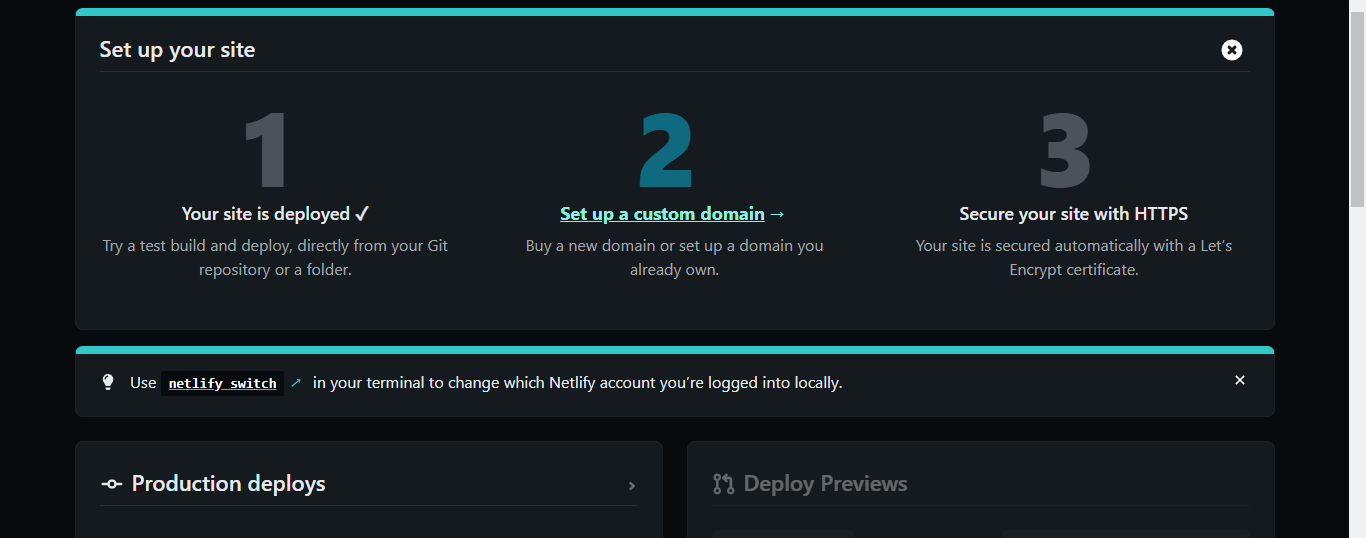 Set up your site
1
2
3
Your site is deployed ✓
Set up a custom domain →
Secure your site with HTTPS
Try a test build and deploy, directly from your Git
repository or a folder.
Buy a new domain or set up a domain you
already own.
Your site is secured automatically with a Let’s
Encrypt certificate.
Use netlify switch ↗ in your terminal to change which Netlify account you’re logged into locally.
Production deploys
Deploy Previews